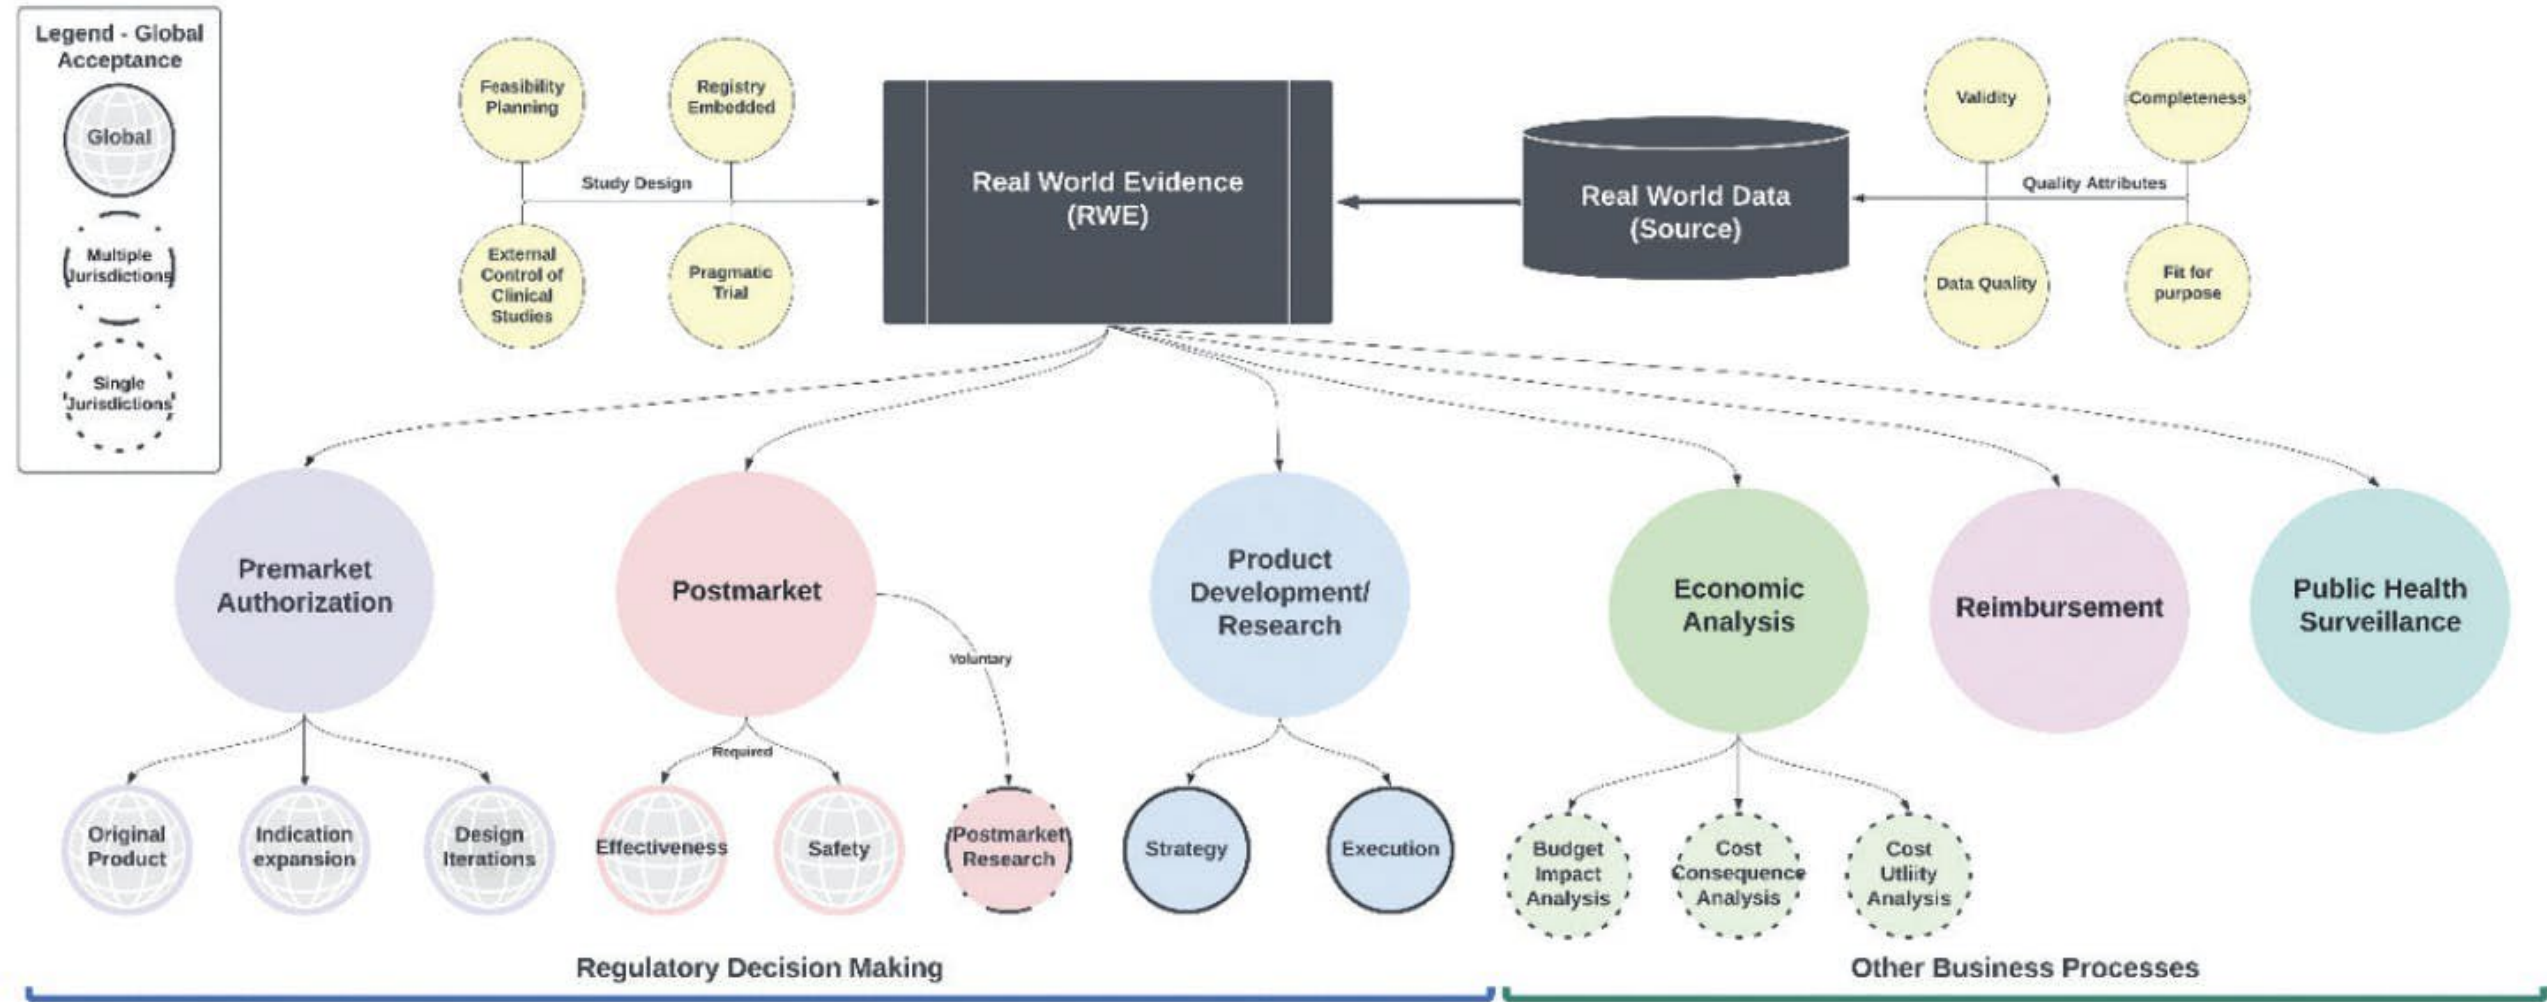 Legend - Global
Acceptance
Global
Multiple
Jurisdictions
Single
Jurisdictions
Feasibility
Planning
Registry
Embedded
Study Design
External
Control of
Clinical
Studies
Pragmatic
Trial
Real World Evidence
(RWE)
Real World Data
(Source)
Validity
Completeness
Quality Attributes
Data Quality
Fit for
purpose
Premarket
Authorization
Postmarket
Product
Development/
Research
Economic
Analysis
Reimbursement
Public Health
Surveillance
Voluntary
Required
Original
Product
Indication
expansion
Design
Iterations
Effectiveness
Safety
Postmarket
Research
Strategy
Execution
Budget
Impact
Analysis
Cost
Consequence
Analysis
Cost
Utliity
Analysis
Regulatory Decision Making
Other Business Processes